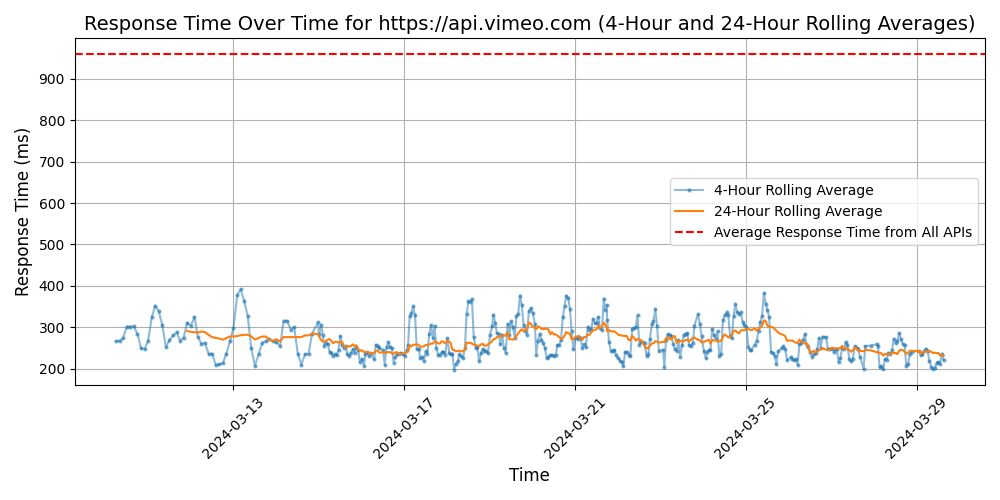 Response Time Over Time for https://api.vimeo.com (4-Hour and 24-Hour Rolling Averages)
Response Time (ms)
900
800
700
600
500
400
300
200
4-Hour Rolling Average
24-Hour Rolling Average
Average Response Time from All APIs
2024-03-13
2024-03-17
2024-03-21
2024-03-25
2024-03-29
Time